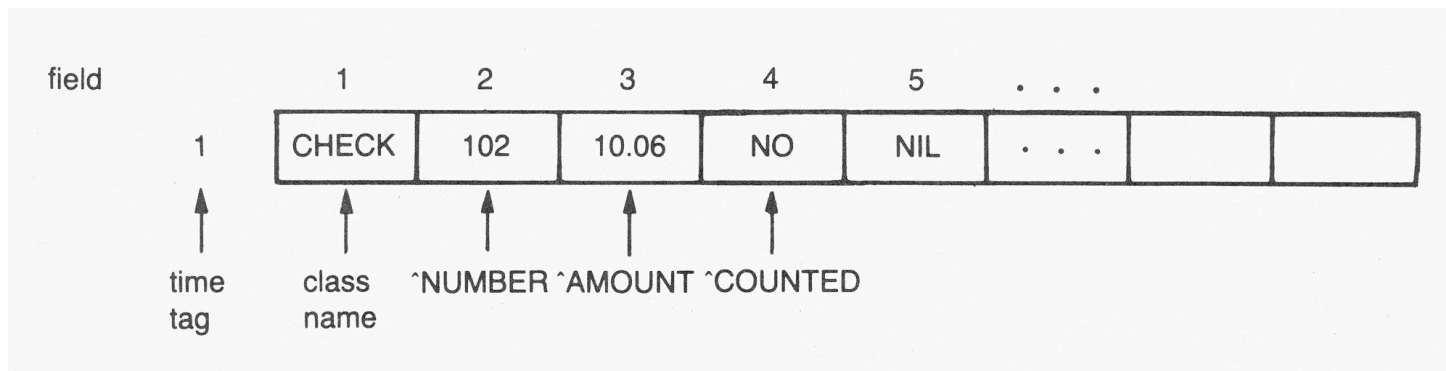 field 1 2 3 4 5 . . .
1 CHECK 102 10.06 NO NIL . . .
time class ^NUMBER ^AMOUNT ^COUNTED
tag name